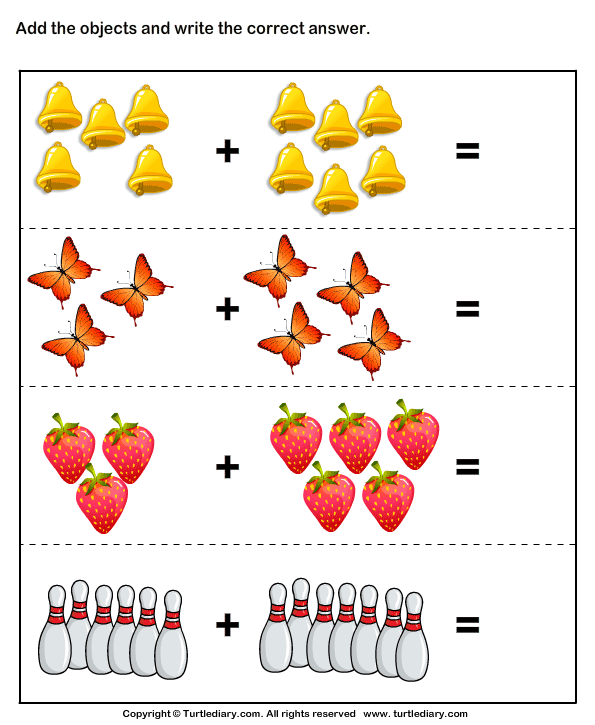 Add the objects and write the correct answer.
+ =
+ =
+ =
+ =
Copyright © Turtlediary.com. All rights reserved www.turtlediary.com